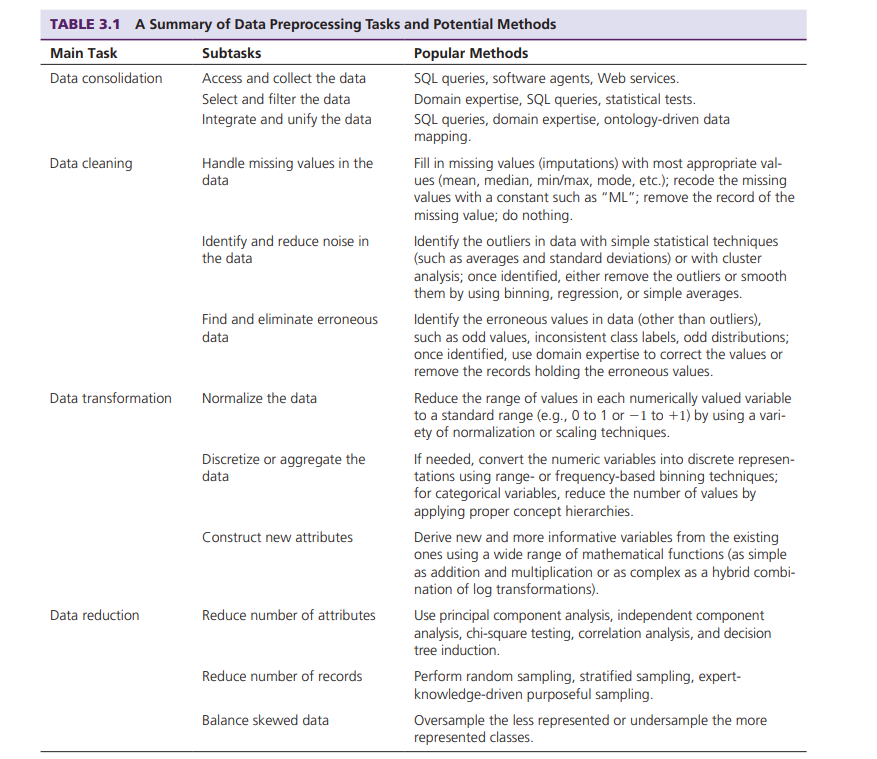 TABLE 3.1 A Summary of Data Preprocessing Tasks and Potential Methods
Main Task Subtasks Popular Methods
Data consolidation Access and collect the data SQL queries, software agents, Web services.
Select and filter the data Domain expertise, SQL queries, statistical tests.
Integrate and unify the data SQL queries, domain expertise, ontology-driven data
mapping.
Data cleaning Handle missing values in the Fill in missing values (imputations) with most appropriate val-
data ues (mean, median, min/max, mode, etc.); recode the missing
values with a constant such as “ML”; remove the record of the
missing value; do nothing.
Identify and reduce noise in Identify the outliers in data with simple statistical techniques
the data (such as averages and standard deviations) or with cluster
analysis; once identified, either remove the outliers or smooth
them by using binning, regression, or simple averages.
Find and eliminate erroneous Identify the erroneous values in data (other than outliers),
data such as odd values, inconsistent class labels, odd distributions;
once identified, use domain expertise to correct the values or
remove the records holding the erroneous values.
Data transformation Normalize the data Reduce the range of values in each numerically valued variable
to a standard range (e.g., 0 to 1 or −1 to +1) by using a vari-
ety of normalization or scaling techniques.
Discretize or aggregate the If needed, convert the numeric variables into discrete represen-
data tations using range- or frequency-based binning techniques;
for categorical variables, reduce the number of values by
applying proper concept hierarchies.
Construct new attributes Derive new and more informative variables from the existing
ones using a wide range of mathematical functions (as simple
as addition and multiplication or as complex as a hybrid combi-
nation of log transformations).
Data reduction Reduce number of attributes Use principal component analysis, independent component
analysis, chi-square testing, correlation analysis, and decision
tree induction.
Reduce number of records Perform random sampling, stratified sampling, expert-
knowledge-driven purposeful sampling.
Balance skewed data Oversample the less represented or undersample the more
represented classes.